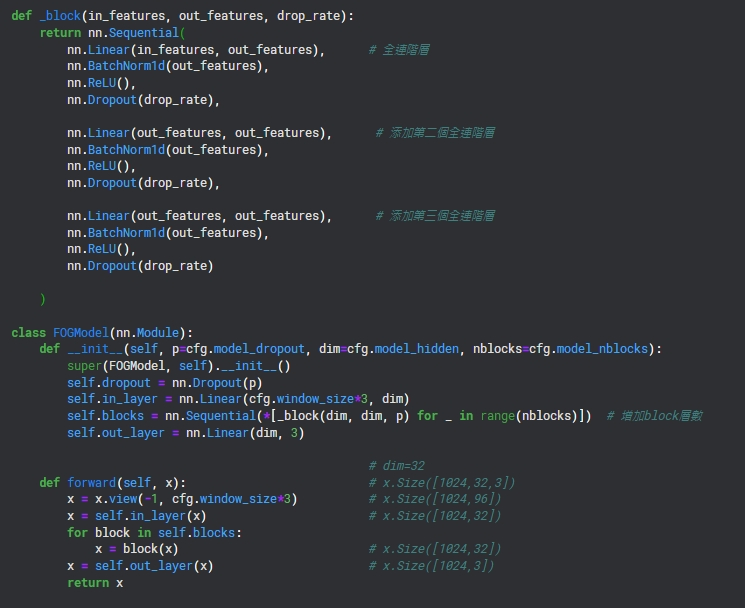 def _block(in_features, out_features, drop_rate):
    return nn.Sequential(
        nn.Linear(in_features, out_features),      # 全連階層
        nn.BatchNorm1d(out_features),
        nn.ReLU(),
        nn.Dropout(drop_rate),
        nn.Linear(out_features, out_features),      # 添加第二個全連階層
        nn.BatchNorm1d(out_features),
        nn.ReLU(),
        nn.Dropout(drop_rate),
        nn.Linear(out_features, out_features),      # 添加第三個全連階層
        nn.BatchNorm1d(out_features),
        nn.ReLU(),
        nn.Dropout(drop_rate)
    )
class FOGModel(nn.Module):
    def __init__(self, p=cfg.model_dropout, dim=cfg.model_hidden, nblocks=cfg.model_nblocks):
        super(FOGModel, self).__init__()
        self.dropout = nn.Dropout(p)
        self.in_layer = nn.Linear(cfg.window_size*3, dim)
        self.blocks = nn.Sequential(*[_block(dim, dim, p) for _ in range(nblocks)])  # 增加block層數
        self.out_layer = nn.Linear(dim, 3)
                                                   # dim=32
    def forward(self, x):                          # x.Size([1024,32,3])
        x = x.view(-1, cfg.window_size*3)          # x.Size([1024,96])
        x = self.in_layer(x)                       # x.Size([1024,32])
        for block in self.blocks:
            x = block(x)                           # x.Size([1024,32])
        x = self.out_layer(x)                      # x.Size([1024,3])
        return x